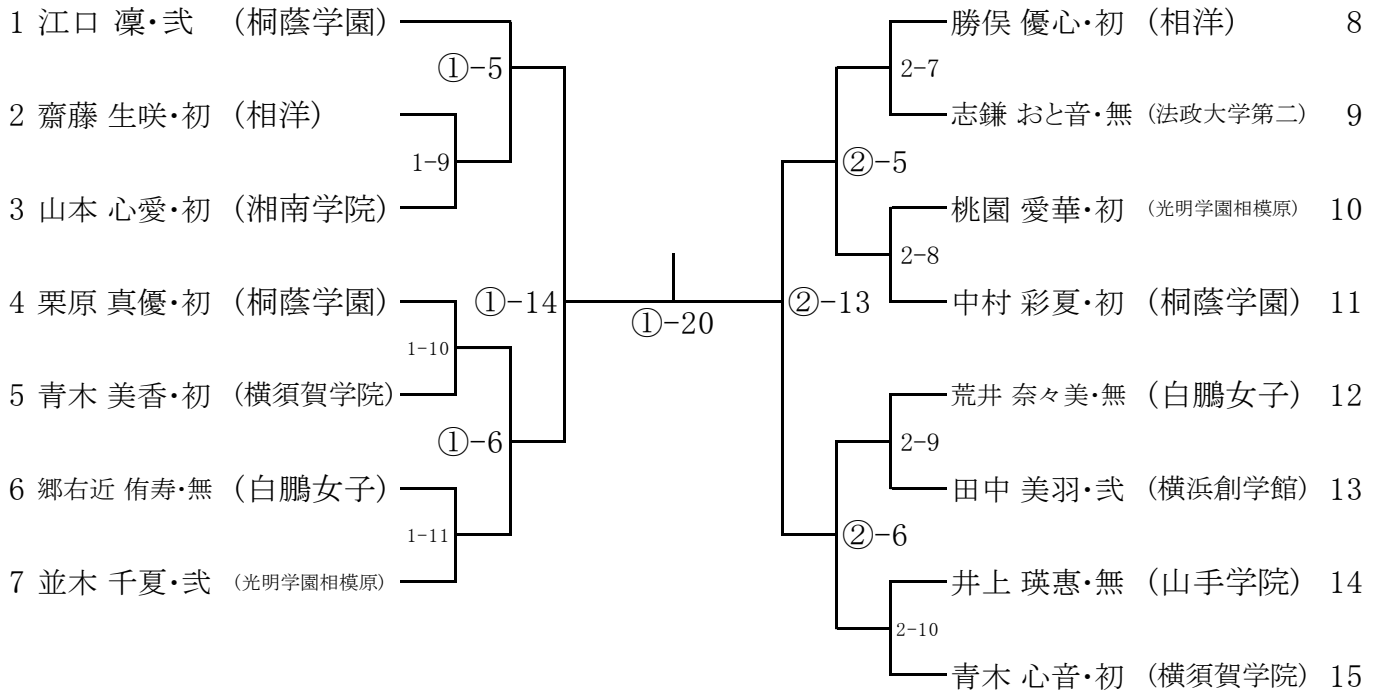 1 江口 凜・弐 (桐蔭学園)
①-5
2 齋藤 生咲・初 (相洋)
1-9
3 山本 心愛・初 (湘南学院)
①-14
4 栗原 真優・初 (桐蔭学園)
1-10
5 青木 美香・初 (横須賀学院)
①-6
6 郷右近 侑寿・無 (白鵬女子)
1-11
7 並木 千夏・弐 (光明学園相模原)
①-20
勝俣 優心・初 (相洋) 8
2-7
志鎌 おと音・無 (法政大学第二) 9
②-5
桃園 愛華・初 (光明学園相模原) 10
2-8
中村 彩夏・初 (桐蔭学園) 11
②-13
荒井 奈々美・無 (白鵬女子) 12
2-9
田中 美羽・弐 (横浜創学館) 13
②-6
井上 瑛惠・無 (山手学院) 14
2-10
青木 心音・初 (横須賀学院) 15